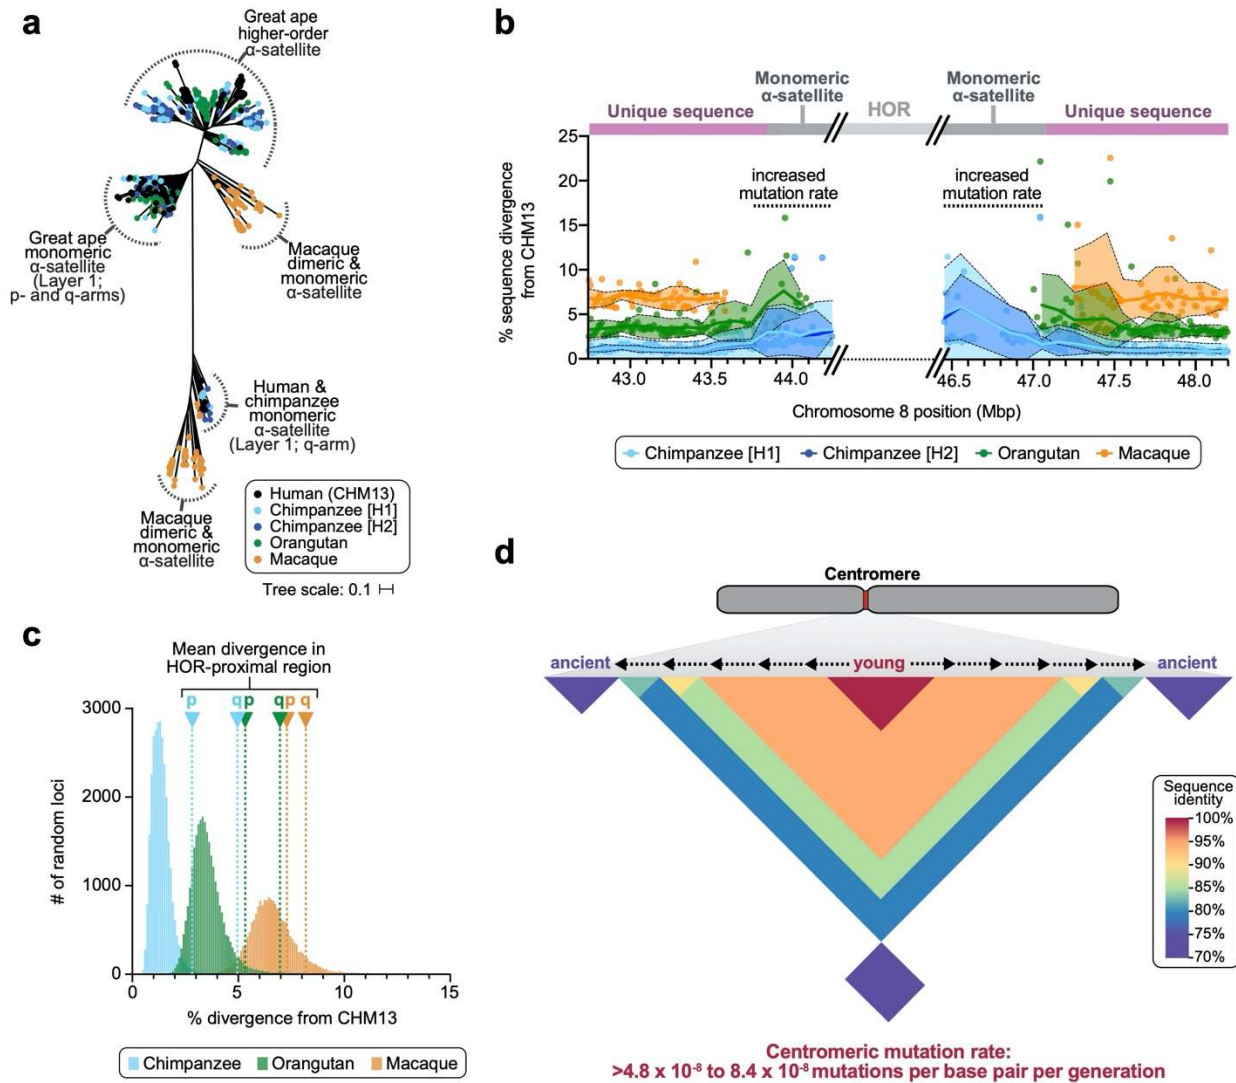 a
Great ape
higher-order
α-satellite
Great ape
monomeric
α-satellite
(Layer 1;
p- and q-arms)
Macaque
dimeric &
monomeric
α-satellite
Human &
chimpanzee
monomeric
α-satellite
(Layer 1; q-arm)
Macaque
dimeric &
monomeric
α-satellite
Human (CHM13)
Chimpanzee [H1]
Chimpanzee [H2]
Orangutan
Macaque
Tree scale: 0.1
b
Monomeric
α-satellite
Monomeric
α-satellite
Unique sequence
HOR
Unique sequence
25
20
15
10
5
0
% sequence divergence
from CHM13
increased
mutation rate
increased
mutation rate
43.0 43.5 44.0 46.5 47.0 47.5 48.0
Chromosome 8 position (Mbp)
Chimpanzee [H1] Chimpanzee [H2] Orangutan Macaque
c
Mean divergence in
HOR-proximal region
p q p q p q
3000
2000
1000
0
# of random loci
0 5 10 15
% divergence from CHM13
Chimpanzee Orangutan Macaque
d
Centromere
ancient young ancient
Sequence
identity
100%
95%
90%
85%
80%
75%
70%
Centromeric mutation rate:
>4.8 x 10⁻⁸ to 8.4 x 10⁻⁸ mutations per base pair per generation